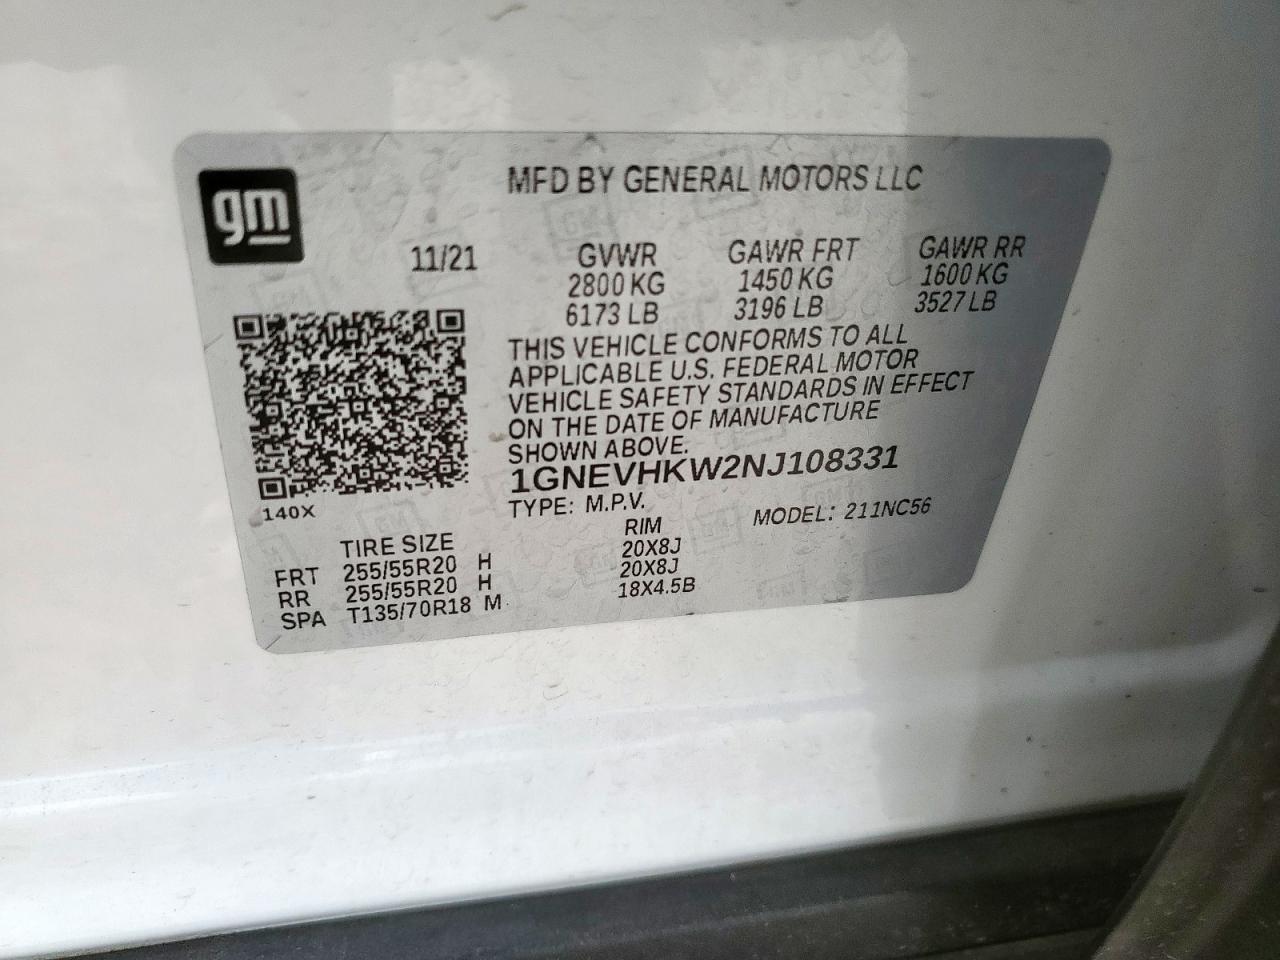 gm
MFD BY GENERAL MOTORS LLC
11/21 GVWR GAWR FRT GAWR RR
2800 KG 1450 KG 1600 KG
6173 LB 3196 LB 3527 LB
THIS VEHICLE CONFORMS TO ALL
APPLICABLE U.S. FEDERAL MOTOR
VEHICLE SAFETY STANDARDS IN EFFECT
ON THE DATE OF MANUFACTURE
SHOWN ABOVE.
1GNEVHKW2NJ108331
140X
TYPE: M.P.V. MODEL: 211NC56
TIRE SIZE RIM
FRT 255/55R20 H 20X8J
RR 255/55R20 H 20X8J
SPA T135/70R18 M 18X4.5B